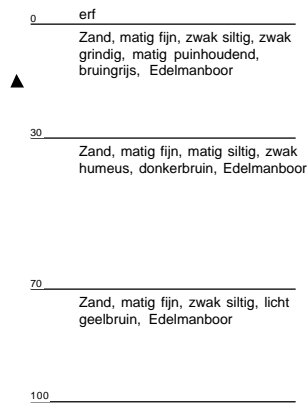 0 erf
Zand, matig fijn, zwak siltig, zwak
grindig, matig puinhoudend,
bruingrijs, Edelmanboor
30
Zand, matig fijn, matig siltig, zwak
humeus, donkerbruin, Edelmanboor
70
Zand, matig fijn, zwak siltig, licht
geelbruin, Edelmanboor
100